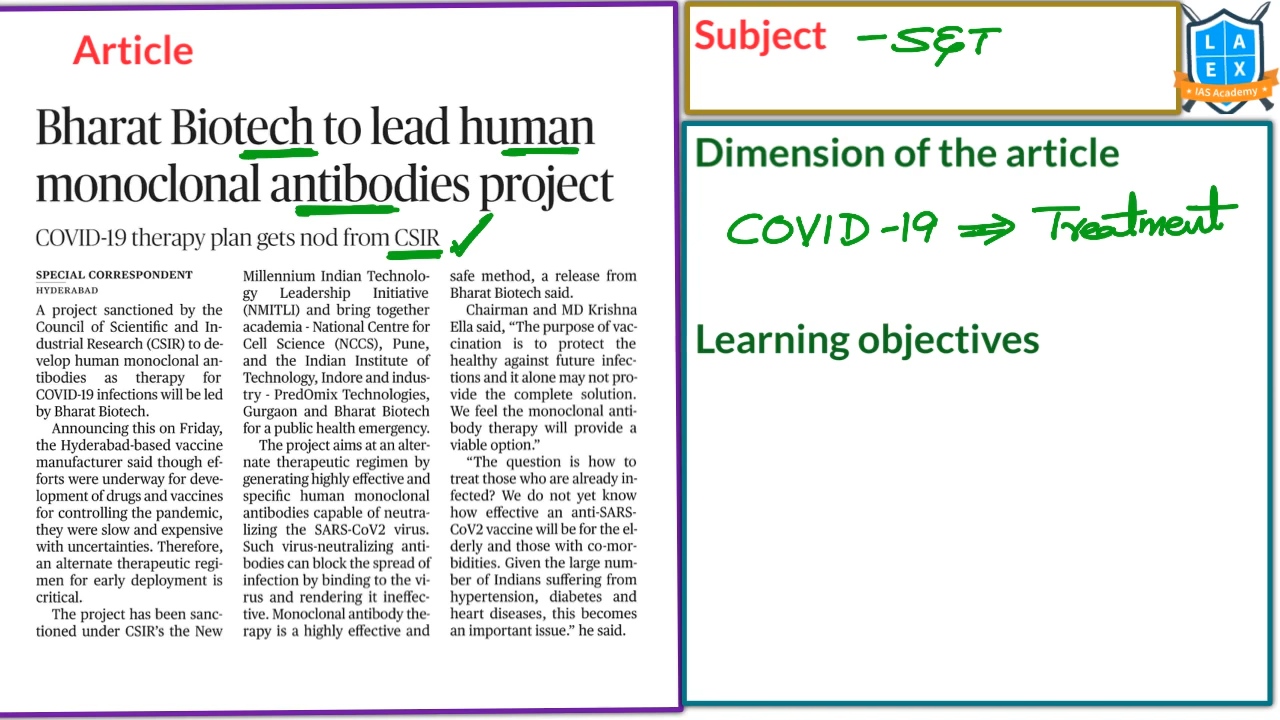 Article
Bharat Biotech to lead human
monoclonal antibodies project
COVID-19 therapy plan gets nod from CSIR
SPECIAL CORRESPONDENT
HYDERABAD
A project sanctioned by the
Council of Scientific and In-
dustrial Research (CSIR) to de-
velop human monoclonal an-
tibodies as therapy for
COVID-19 infections will be led
by Bharat Biotech.
Announcing this on Friday,
the Hyderabad-based vaccine
manufacturer said though ef-
forts were underway for deve-
lopment of drugs and vaccines
for controlling the pandemic,
they were slow and expensive
with uncertainties. Therefore,
an alternate therapeutic regi-
men for early deployment is
critical.
The project has been sanc-
tioned under CSIR's the New
Millennium Indian Technolo-
gy Leadership Initiative
(NMITLI) and bring together
academia - National Centre for
Cell Science (NCCS), Pune,
and the Indian Institute of
Technology, Indore and indus-
try - PredOmix Technologies,
Gurgaon and Bharat Biotech
for a public health emergency.
The project aims at an alter-
nate therapeutic regimen by
generating highly effective and
specific human monoclonal
antibodies capable of neutra-
lizing the SARS-CoV2 virus.
Such virus-neutralizing anti-
bodies can block the spread of
infection by binding to the vi-
rus and rendering it ineffec-
tive. Monoclonal antibody the-
rapy is a highly effective and
safe method, a release from
Bharat Biotech said.
Chairman and MD Krishna
Ella said, “The purpose of vac-
cination is to protect the
healthy against future infec-
tions and it alone may not pro-
vide the complete solution.
We feel the monoclonal anti-
body therapy will provide a
viable option.”
“The question is how to
treat those who are already in-
fected? We do not yet know
how effective an anti-SARS-
CoV2 vaccine will be for the el-
derly and those with co-mor-
bidities. Given the large num-
ber of Indians suffering from
hypertension, diabetes and
heart diseases, this becomes
an important issue.” he said.
Subject - S&T
LAEX
IAS Academy
Dimension of the article
COVID-19 ⇒ Treatment
Learning objectives